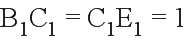 B₁C₁ = C₁E₁ = 1